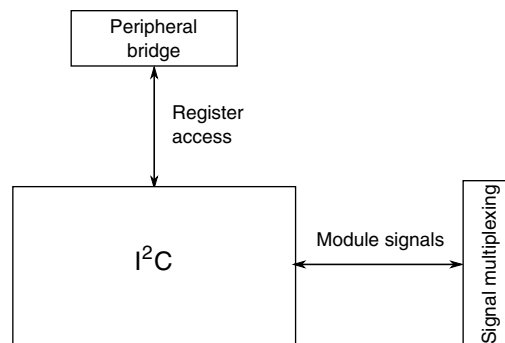 Peripheral
bridge
Register
access
I²C
Module signals
Signal multiplexing